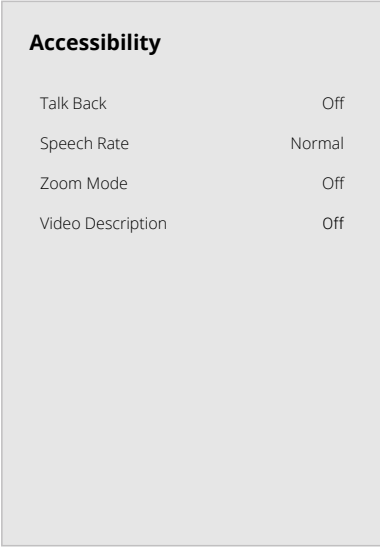 Accessibility
Talk Back Off
Speech Rate Normal
Zoom Mode Off
Video Description Off